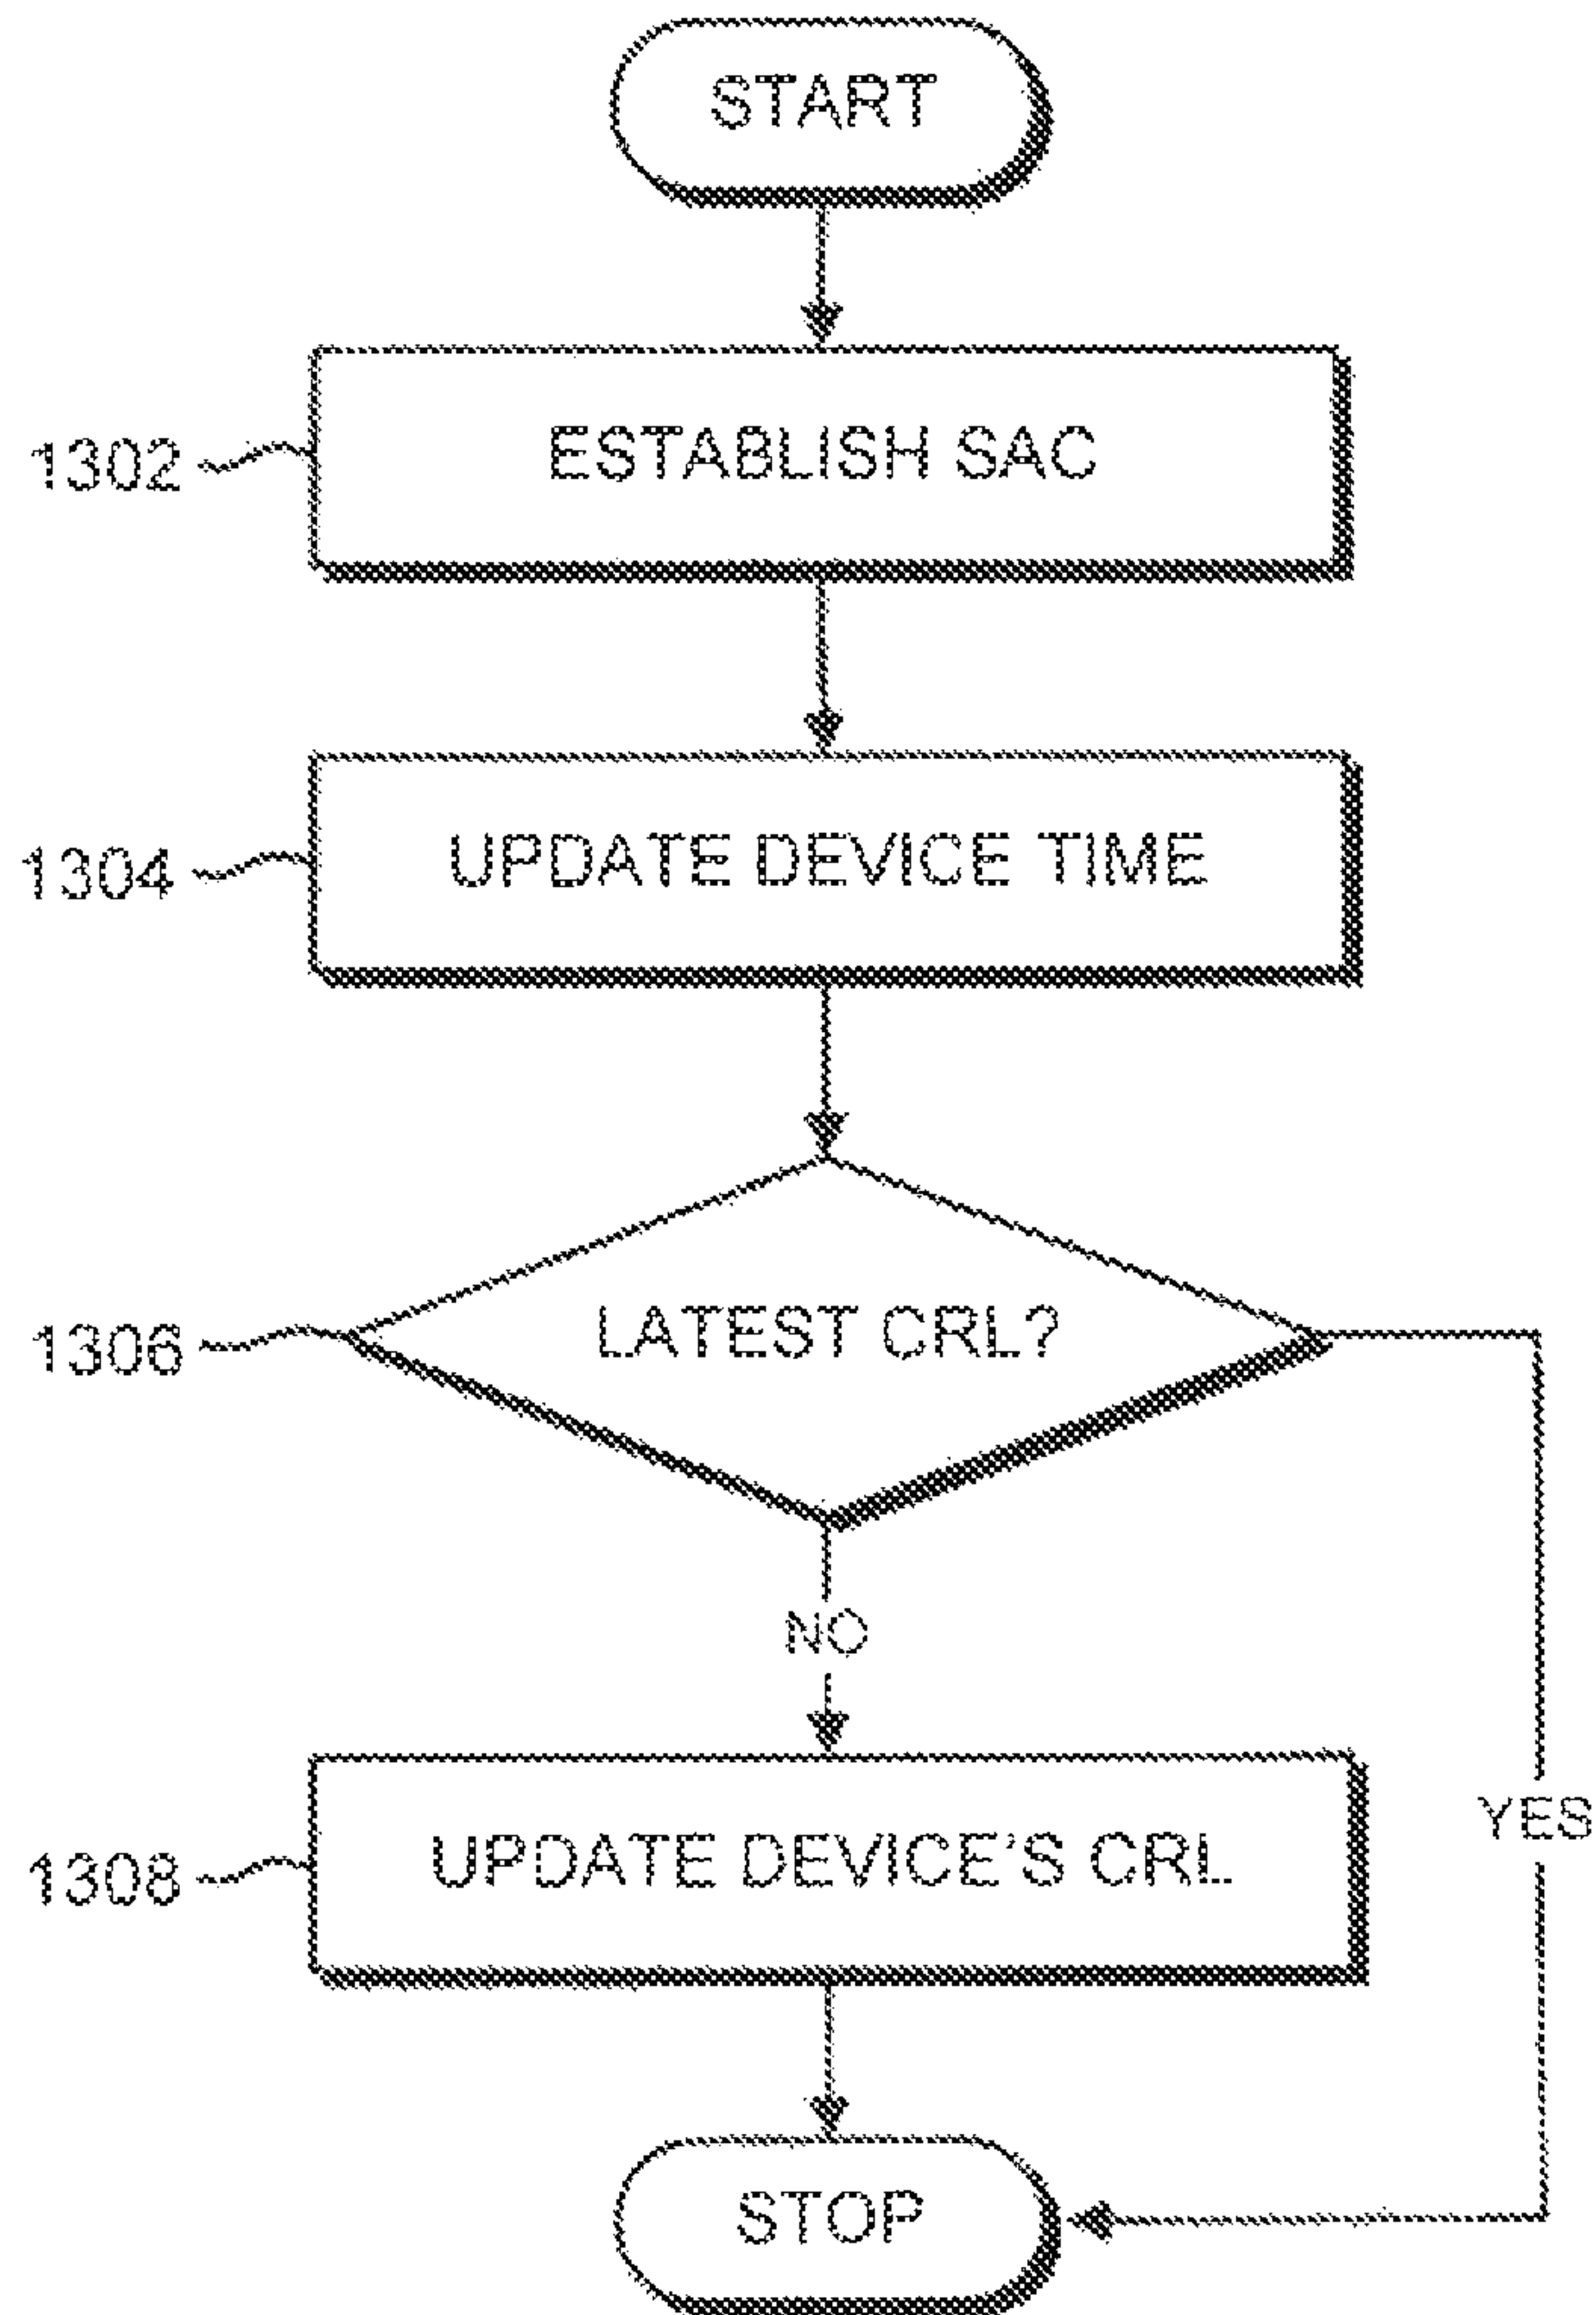 START
1302
ESTABLISH SAC
1304
UPDATE DEVICE TIME
1306
LATEST CRL?
NO
YES
1308
UPDATE DEVICE'S CRL
STOP